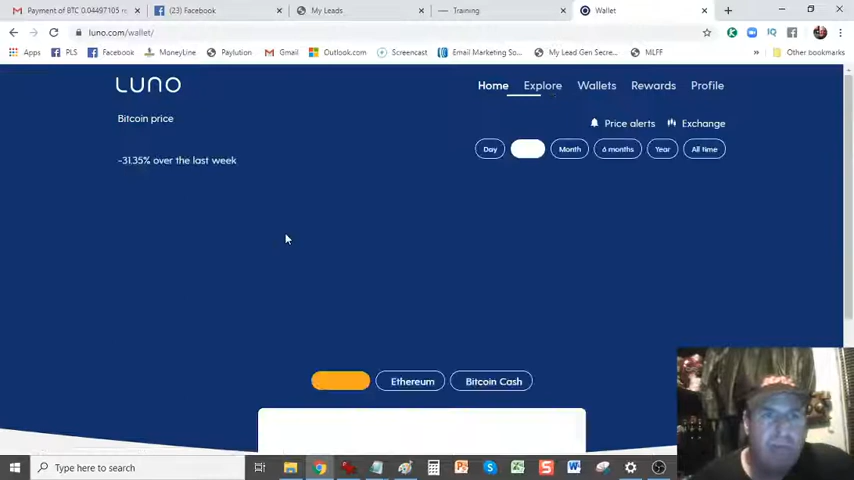 Payment of BTC 0.04497105 re
(23) Facebook
My Leads
Training
Wallet
luno.com/wallet/
Apps
PLS
Facebook
MoneyLine
Paylution
Gmail
Outlook.com
Screencast
Email Marketing So...
My Lead Gen Secre...
MLFF
»
Other bookmarks
LUNO
Home
Explore
Wallets
Rewards
Profile
Bitcoin price
Price alerts
Exchange
Day
Month
6 months
Year
All time
-31.35% over the last week
Ethereum
Bitcoin Cash
Type here to search